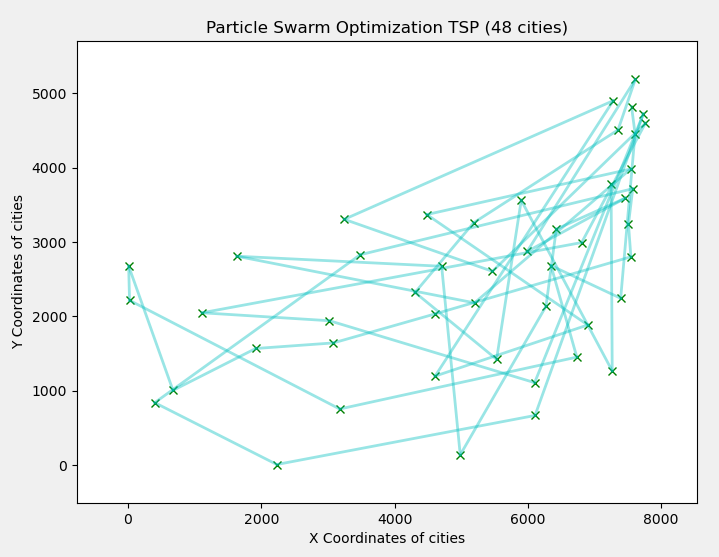 Particle Swarm Optimization TSP (48 cities)
5000
4000
3000
2000
1000
0
Y Coordinates of cities
0 2000 4000 6000 8000
X Coordinates of cities